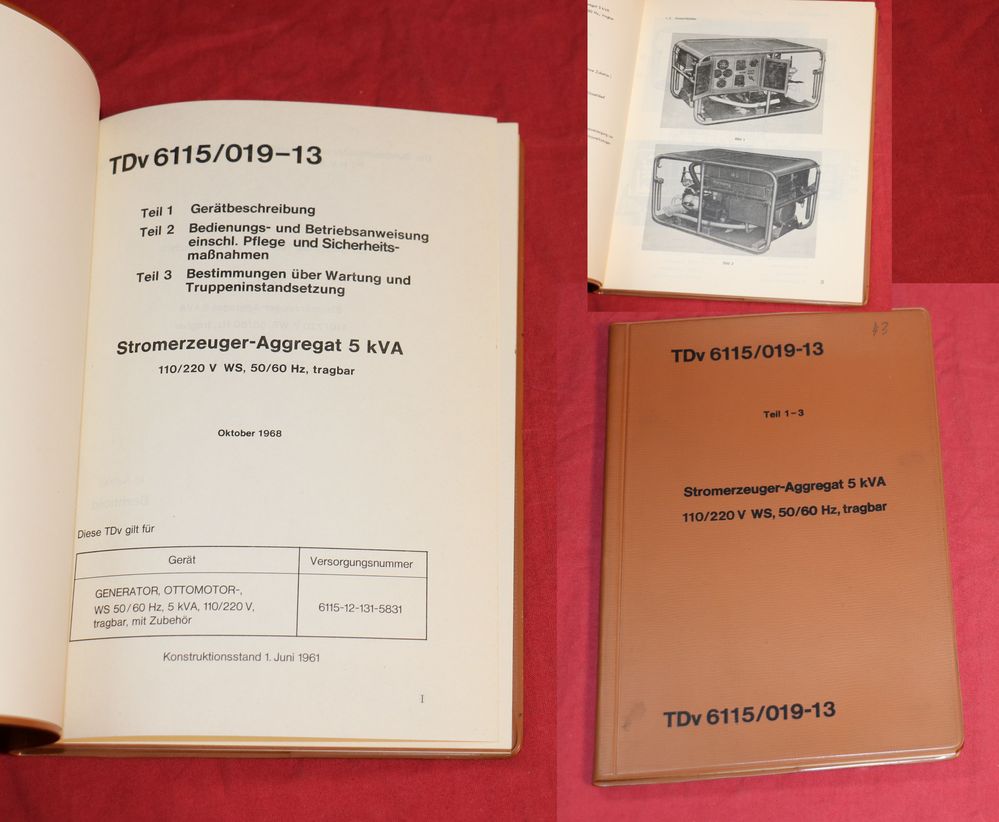 TDv 6115/019-13
Teil 1 Gerätbeschreibung
Teil 2 Bedienungs- und Betriebsanweisung
einschl. Pflege und Sicherheits-
maßnahmen
Teil 3 Bestimmungen über Wartung und
Truppeninstandsetzung
Stromerzeuger-Aggregat 5 kVA
110/220 V WS, 50/60 Hz, tragbar
Oktober 1968
Diese TDv gilt für
Gerät Versorgungsnummer
GENERATOR, OTTOMOTOR-,
WS 50/60 Hz, 5 kVA, 110/220 V,
tragbar, mit Zubehör
6115-12-131-5831
Konstruktionsstand 1. Juni 1961
I
Bild 1
Bild 2
TDv 6115/019-13
Teil 1-3
Stromerzeuger-Aggregat 5 kVA
110/220 V WS, 50/60 Hz, tragbar
TDv 6115/019-13